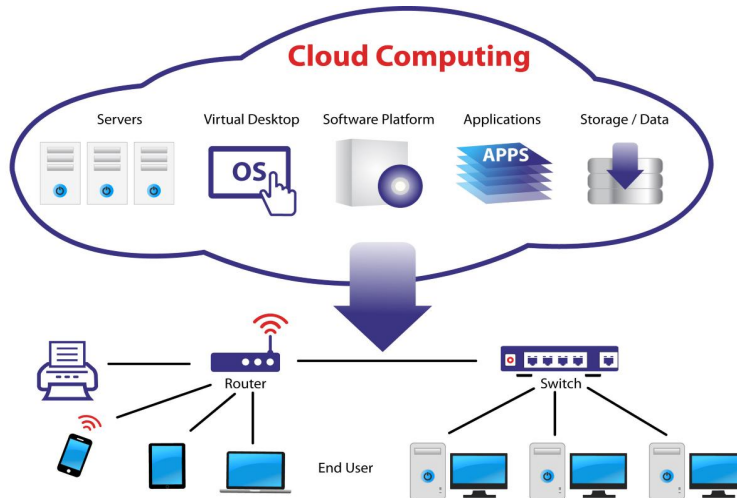 Cloud Computing
Servers
Virtual Desktop
Software Platform
Applications
Storage / Data
OS
APPS
Router
Switch
End User